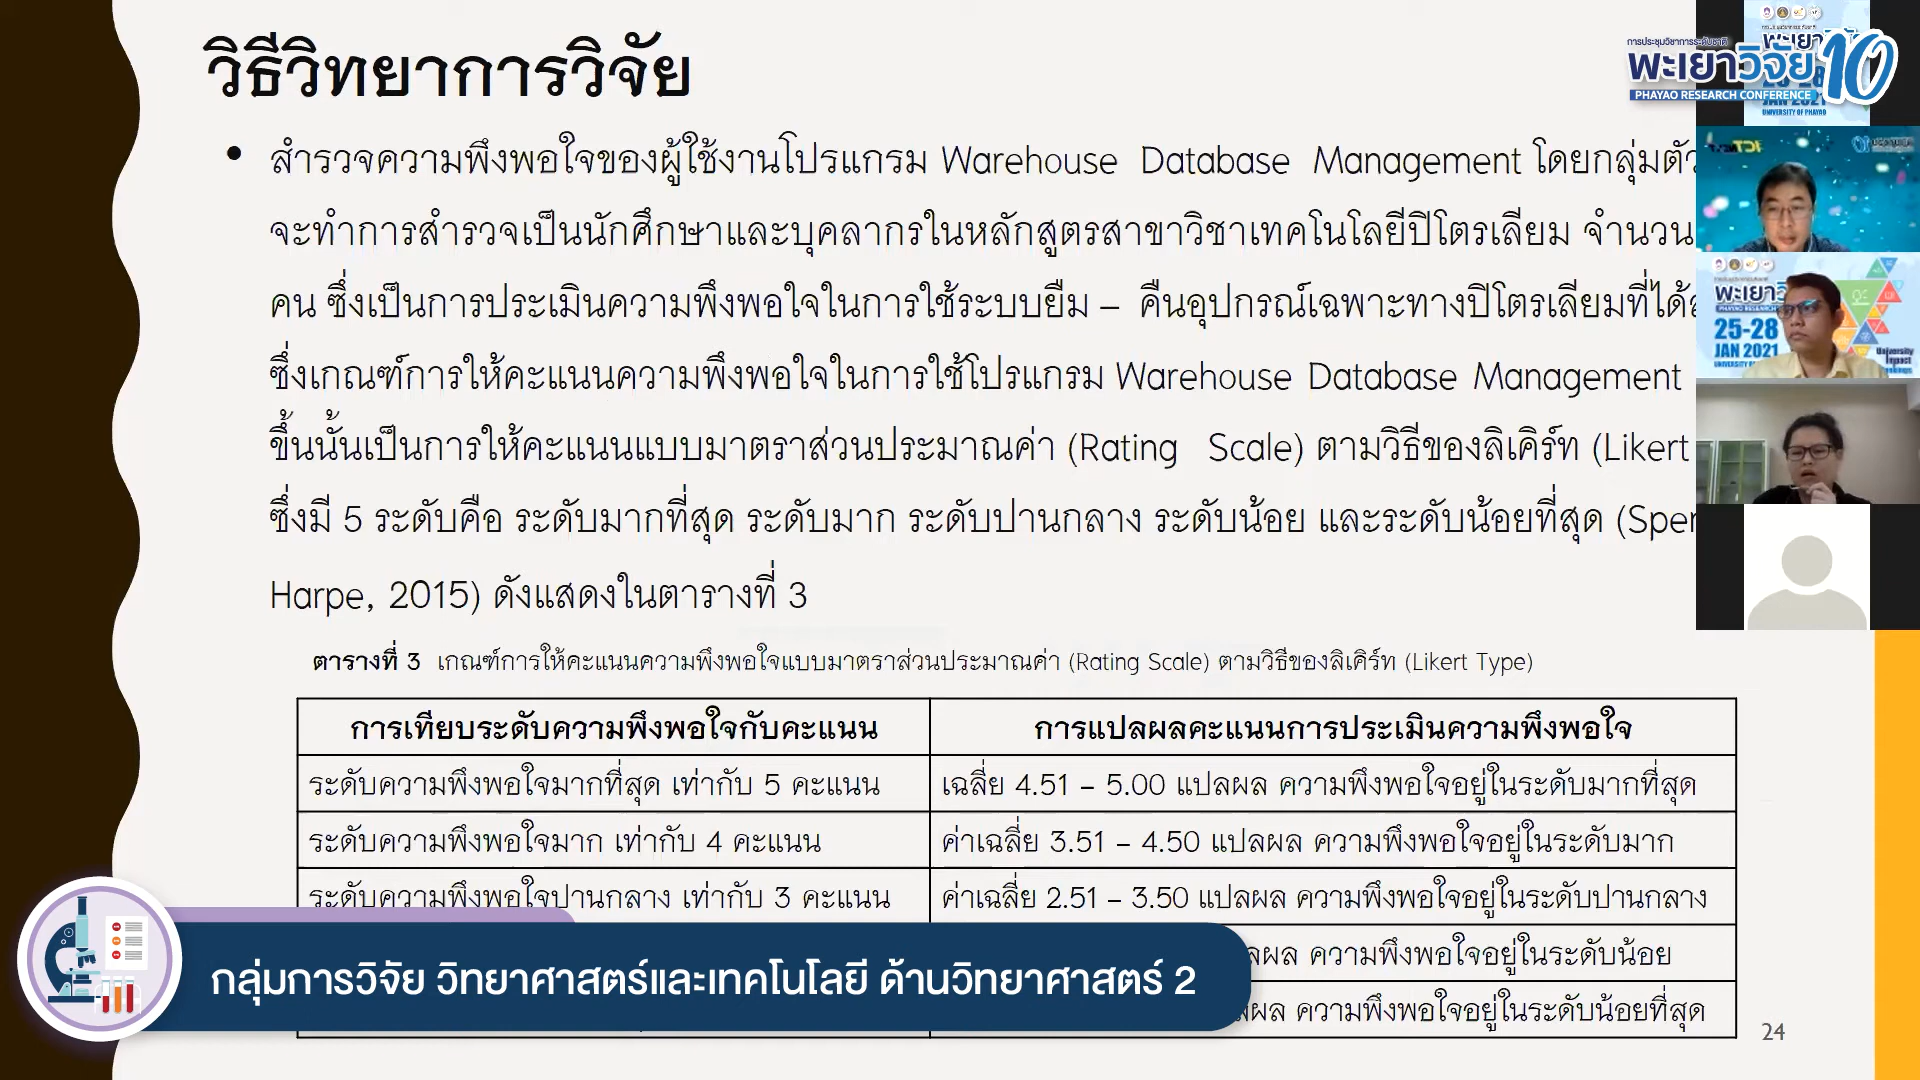 วิธีวิทยาการวิจัย
การประชุมวิชาการระดับชาติ
พะเยาวิจัย 10
PHAYAO RESEARCH CONFERENCE
JAN 2021
UNIVERSITY OF PHAYAO
• สำรวจความพึงพอใจของผู้ใช้งานโปรแกรม Warehouse Database Management โดยกลุ่มตัว
จะทำการสำรวจเป็นนักศึกษาและบุคลากรในหลักสูตรสาขาวิชาเทคโนโลยีปิโตรเลียม จำนวน
คน ซึ่งเป็นการประเมินความพึงพอใจในการใช้ระบบยืม – คืนอุปกรณ์เฉพาะทางปิโตรเลียมที่ได้
ซึ่งเกณฑ์การให้คะแนนความพึงพอใจในการใช้โปรแกรม Warehouse Database Management
ขึ้นนั้นเป็นการให้คะแนนแบบมาตราส่วนประมาณค่า (Rating Scale) ตามวิธีของลิเคิร์ท (Likert
ซึ่งมี 5 ระดับคือ ระดับมากที่สุด ระดับมาก ระดับปานกลาง ระดับน้อย และระดับน้อยที่สุด (Spen
Harpe, 2015) ดังแสดงในตารางที่ 3
25-28
JAN 2021
University
Impact
ตารางที่ 3 เกณฑ์การให้คะแนนความพึงพอใจแบบมาตราส่วนประมาณค่า (Rating Scale) ตามวิธีของลิเคิร์ท (Likert Type)
การเทียบระดับความพึงพอใจกับคะแนน การแปลผลคะแนนการประเมินความพึงพอใจ
ระดับความพึงพอใจมากที่สุด เท่ากับ 5 คะแนน เฉลี่ย 4.51 – 5.00 แปลผล ความพึงพอใจอยู่ในระดับมากที่สุด
ระดับความพึงพอใจมาก เท่ากับ 4 คะแนน ค่าเฉลี่ย 3.51 – 4.50 แปลผล ความพึงพอใจอยู่ในระดับมาก
ระดับความพึงพอใจปานกลาง เท่ากับ 3 คะแนน ค่าเฉลี่ย 2.51 – 3.50 แปลผล ความพึงพอใจอยู่ในระดับปานกลาง
ลผล ความพึงพอใจอยู่ในระดับน้อย
ลผล ความพึงพอใจอยู่ในระดับน้อยที่สุด
กลุ่มการวิจัย วิทยาศาสตร์และเทคโนโลยี ด้านวิทยาศาสตร์ 2
24